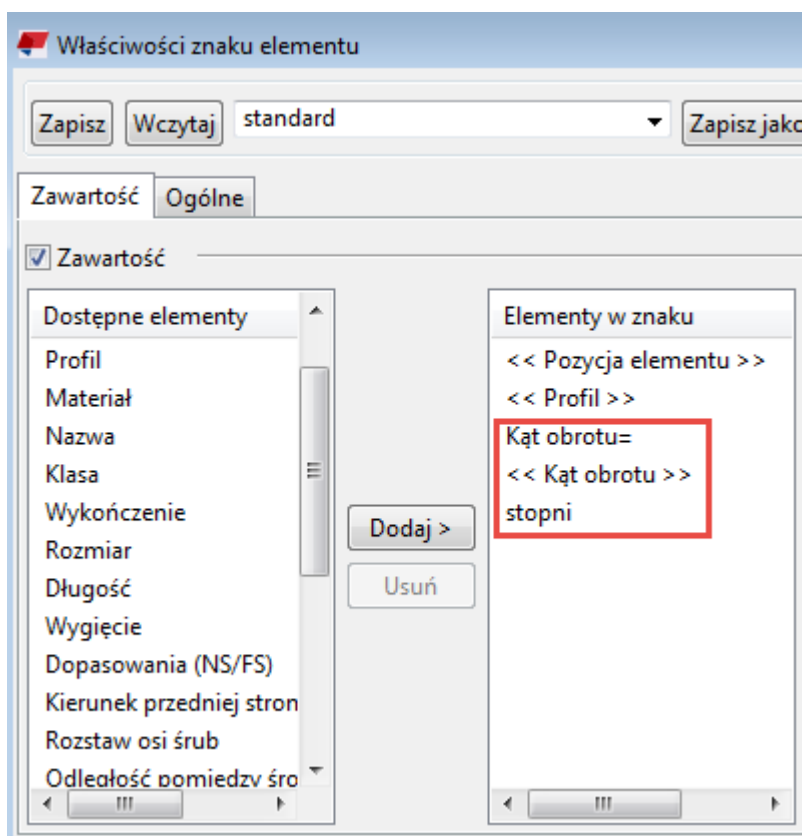 Właściwości znaku elementu
Zapisz Wczytaj standard Zapisz jako
Zawartość Ogólne
Zawartość
Dostępne elementy
Profil
Materiał
Nazwa
Klasa
Wykończenie
Rozmiar
Długość
Wygięcie
Dopasowania (NS/FS)
Kierunek przedniej stron
Rozstaw osi śrub
Odległość pomiędzy śro
Dodaj >
Usuń
Elementy w znaku
<< Pozycja elementu >>
<< Profil >>
Kąt obrotu=
<< Kąt obrotu >>
stopni